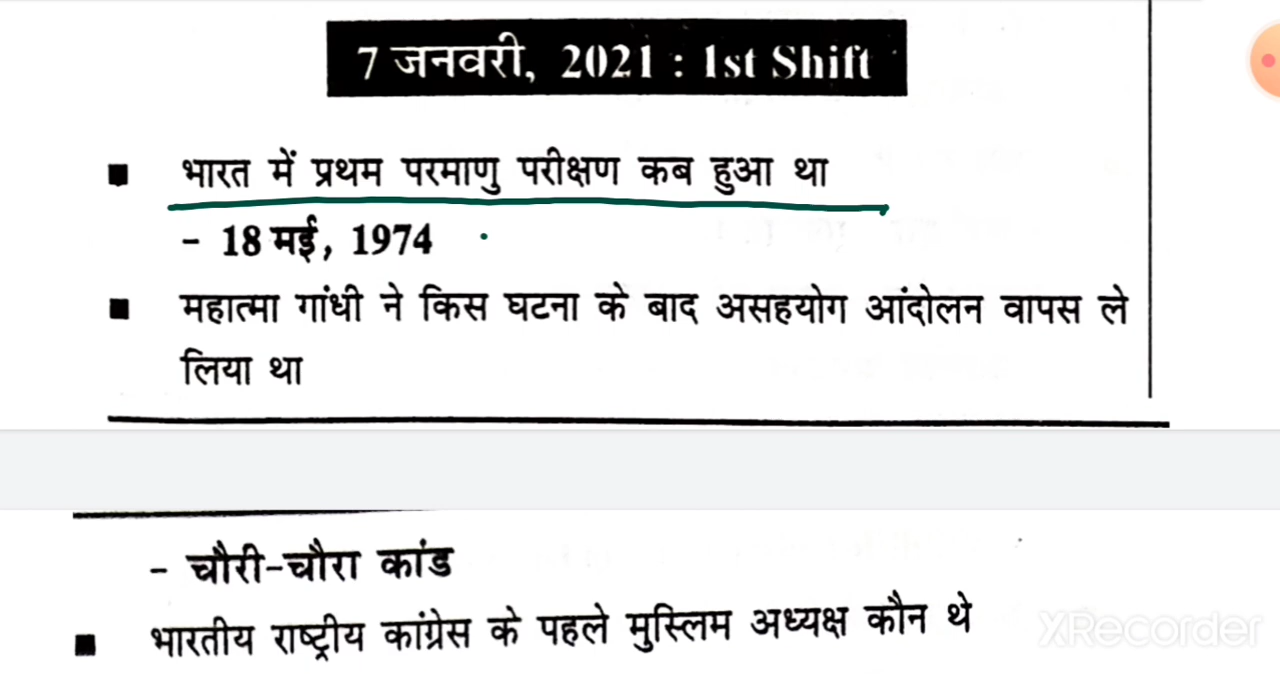 7 जनवरी, 2021 : 1st Shift
■ भारत में प्रथम परमाणु परीक्षण कब हुआ था
- 18 मई, 1974
■ महात्मा गांधी ने किस घटना के बाद असहयोग आंदोलन वापस ले
लिया था
- चौरी-चौरा कांड
■ भारतीय राष्ट्रीय कांग्रेस के पहले मुस्लिम अध्यक्ष कौन थे
XRecorder